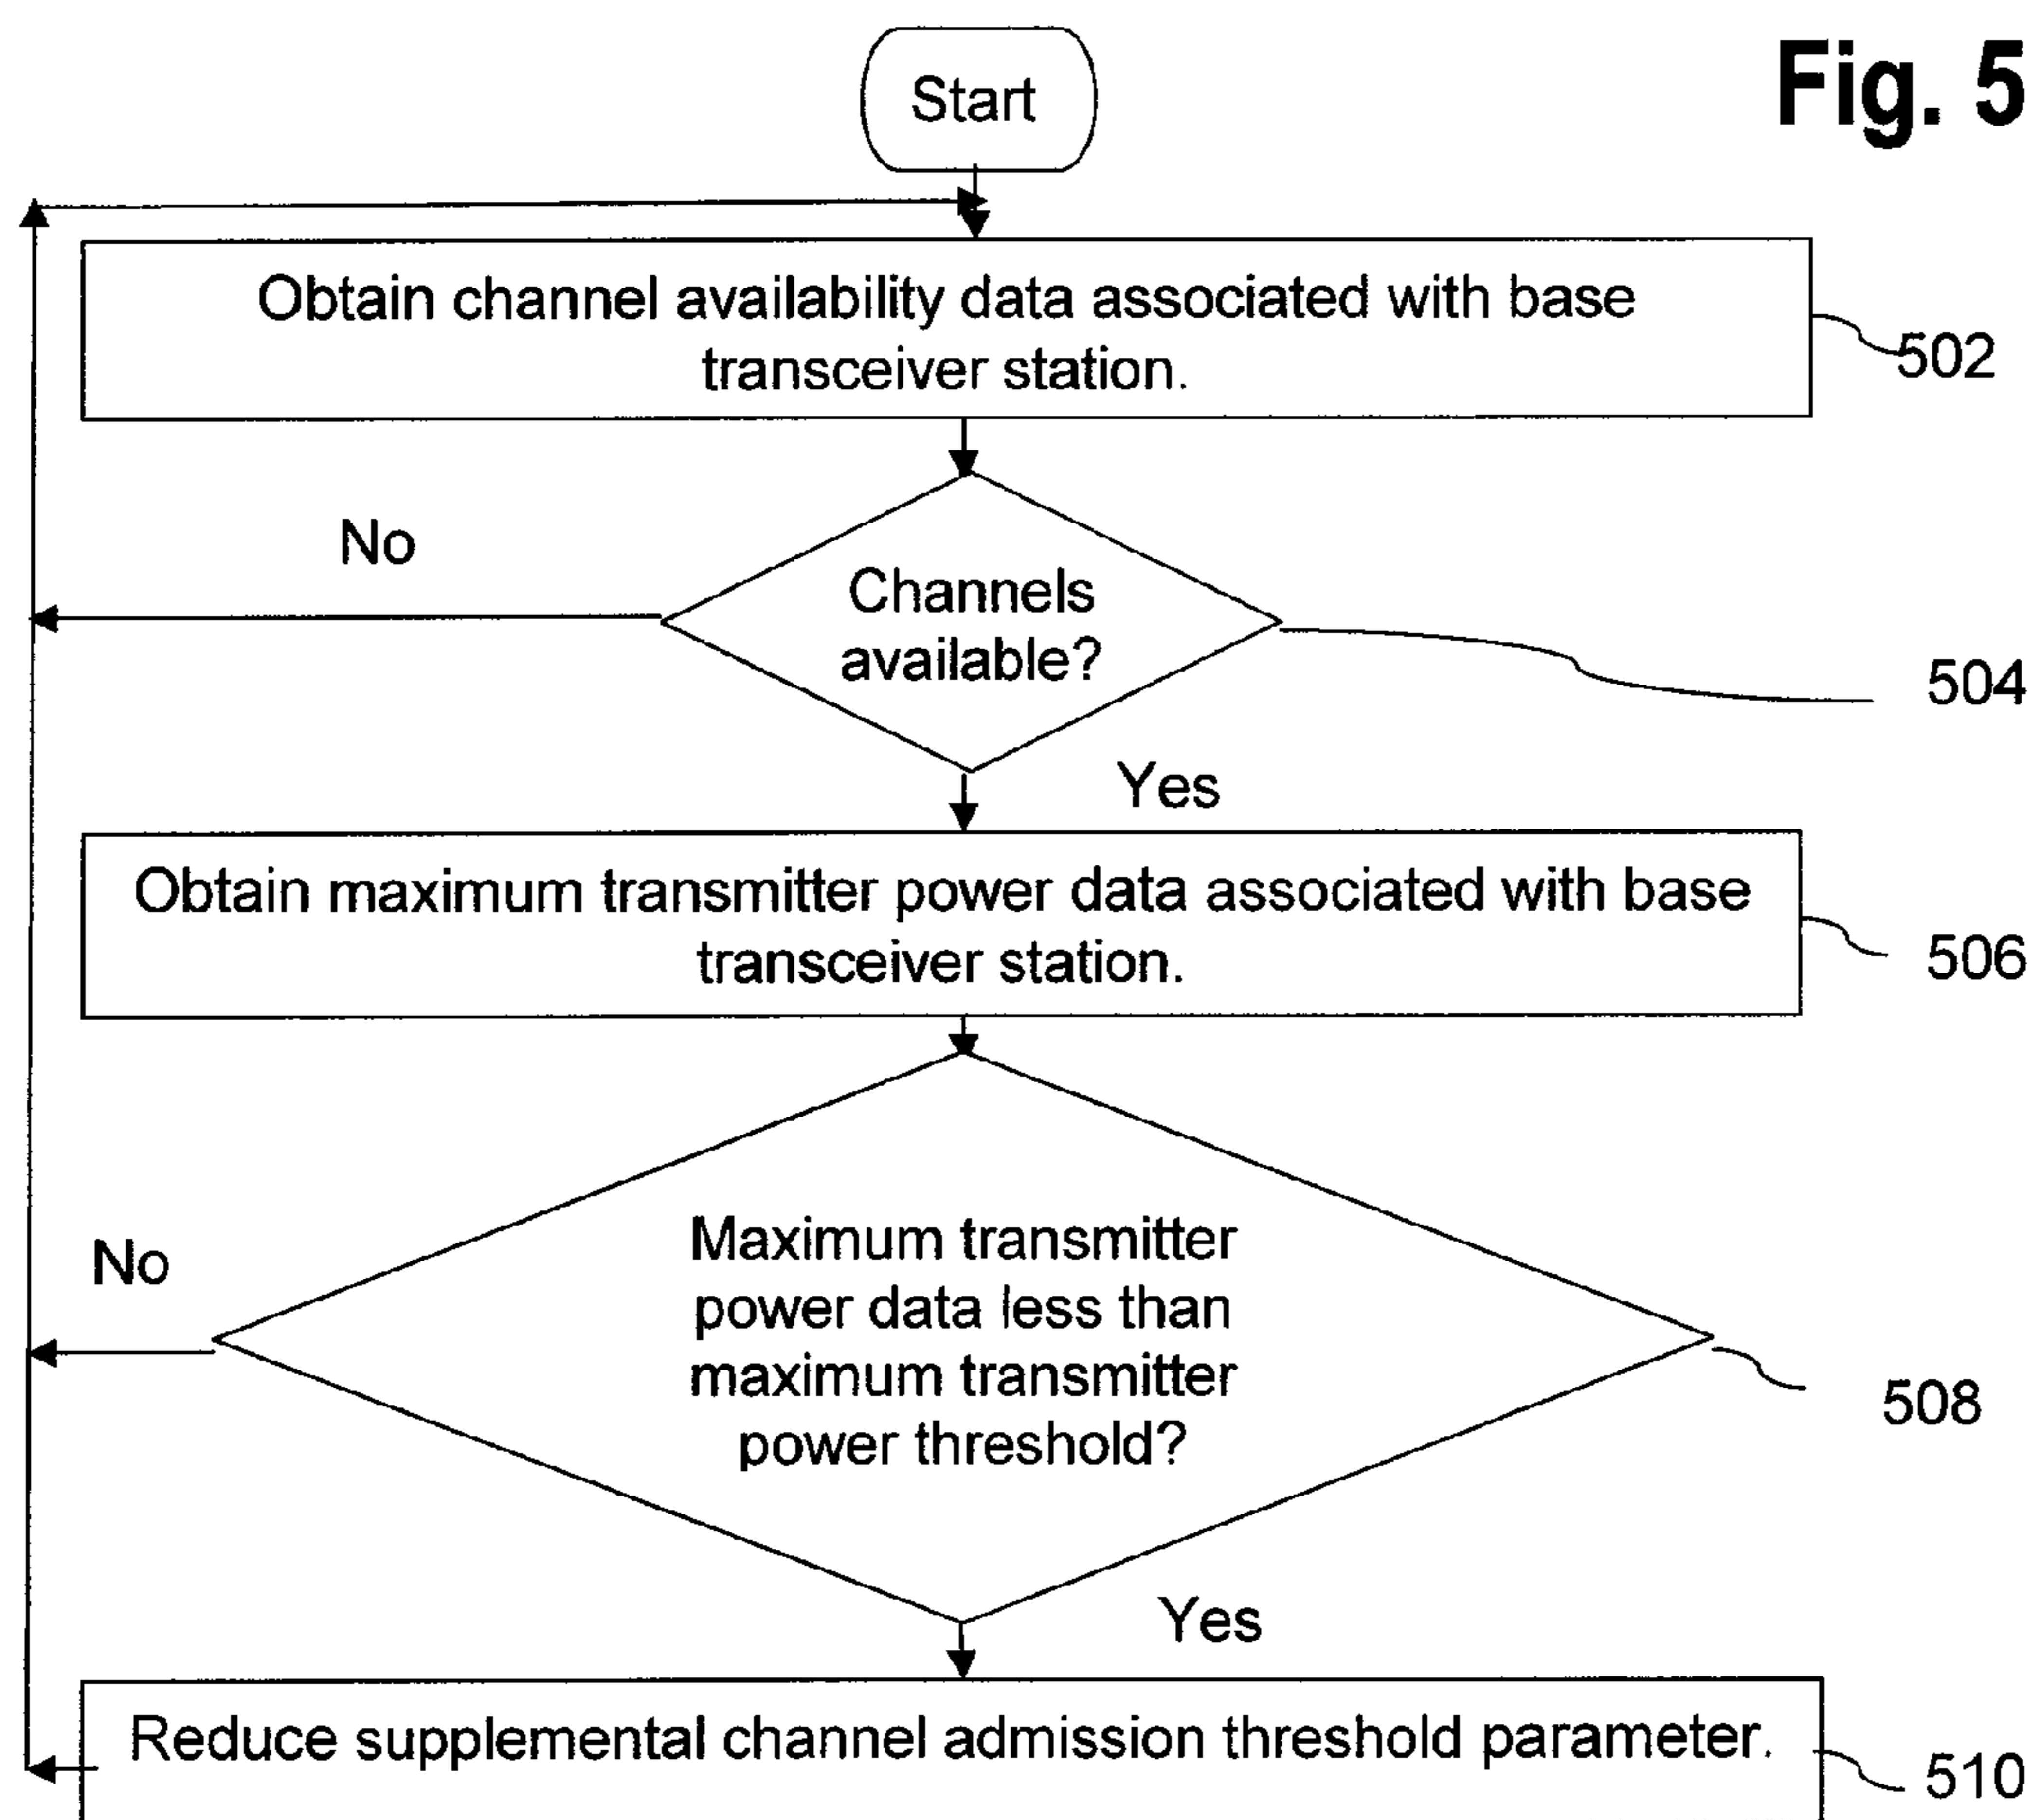 Fig. 5
Start
Obtain channel availability data associated with base
transceiver station.
502
No
Channels
available?
504
Yes
Obtain maximum transmitter power data associated with base
transceiver station.
506
Maximum transmitter
power data less than
maximum transmitter
power threshold?
No
508
Yes
Reduce supplemental channel admission threshold parameter.
510